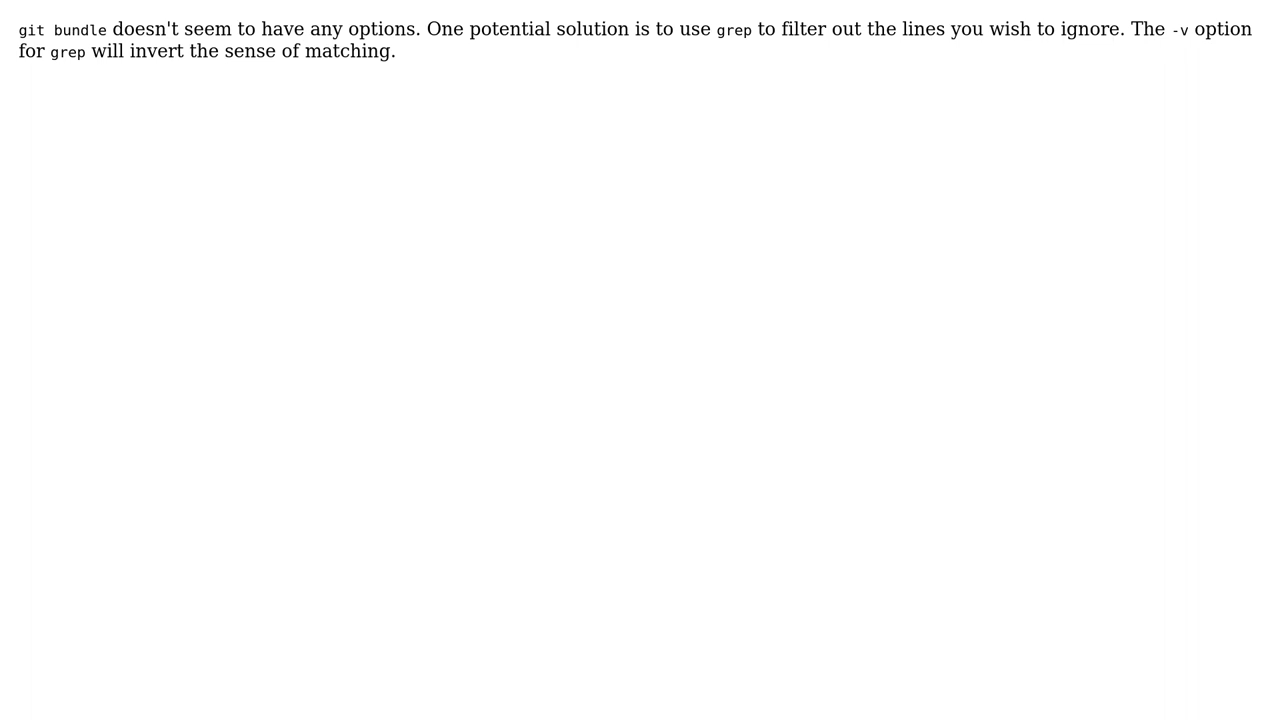 git bundle doesn't seem to have any options. One potential solution is to use grep to filter out the lines you wish to ignore. The -v option
for grep will invert the sense of matching.